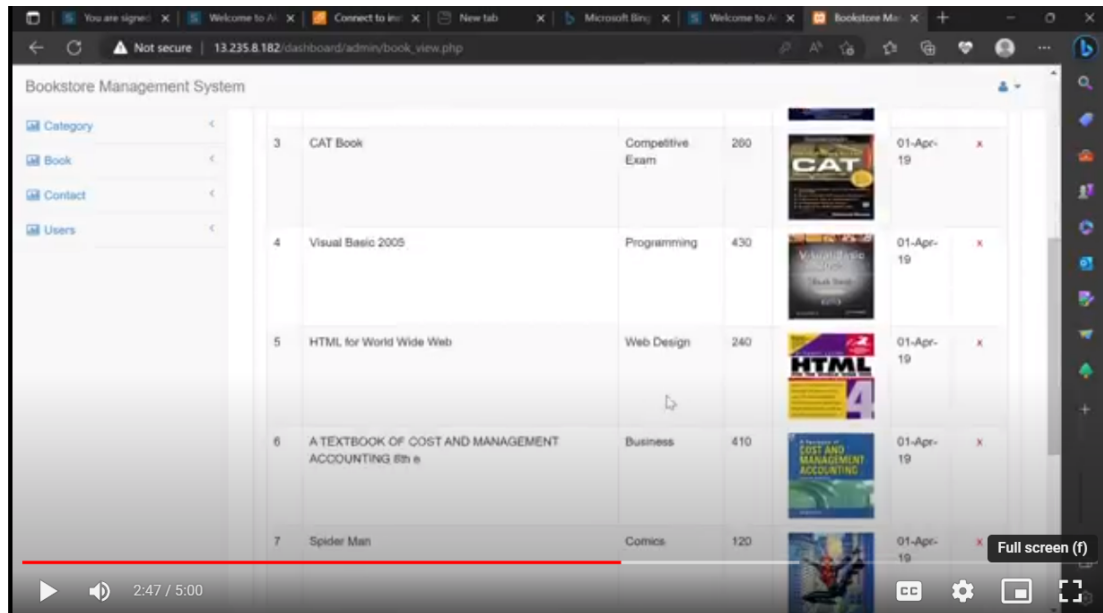 You are signed
Welcome to A
Connect to in
New tab
Microsoft Bing
Welcome to A
Bookstore Ma
Not secure | 13.235.8.182/dashboard/admin/book_view.php
Bookstore Management System
Category
Book
Contact
Users
3 CAT Book Competitive Exam 260 01-Apr-19 x
CAT
4 Visual Basic 2005 Programming 430 01-Apr-19 x
Visual Basic
5 HTML for World Wide Web Web Design 240 01-Apr-19 x
HTML
4
6 A TEXTBOOK OF COST AND MANAGEMENT ACCOUNTING 8th e Business 410 01-Apr-19 x
COST AND
MANAGEMENT
ACCOUNTING
7 Spider Man Comics 120 01-Apr-19 x
Full screen (f)
2:47 / 5:00
CC